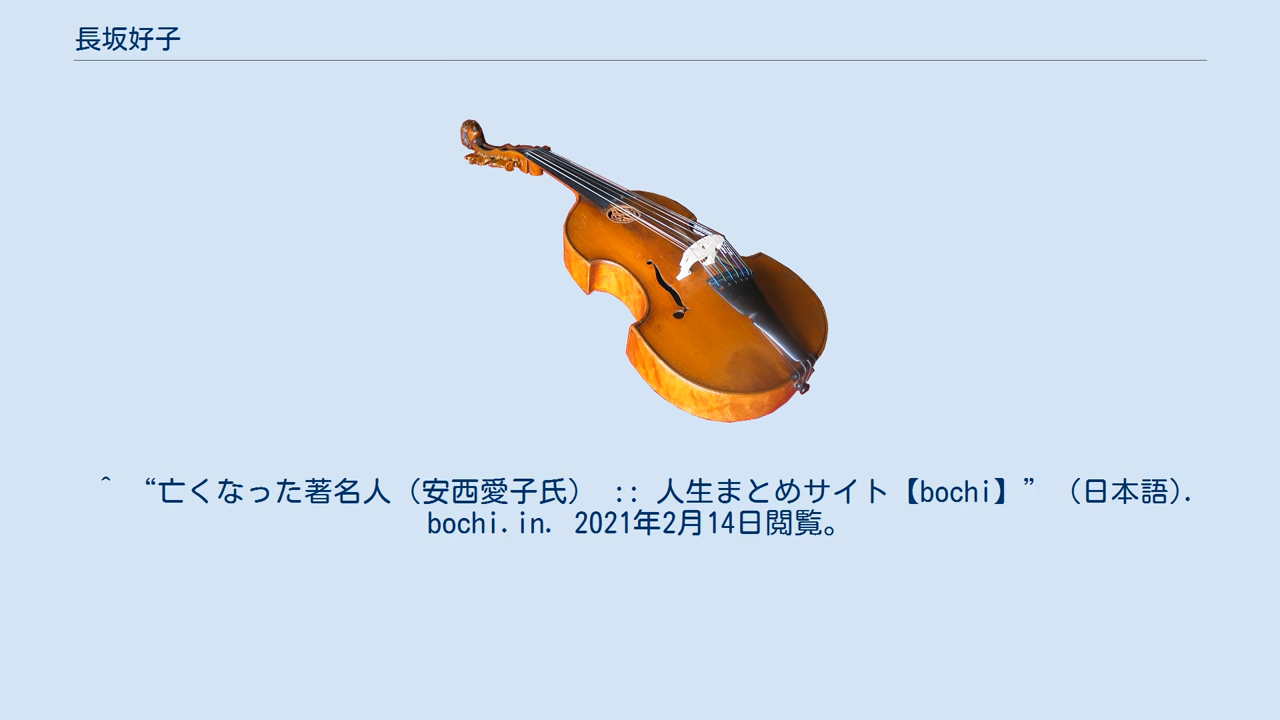 長坂好子
^ “亡くなった著名人（安西愛子氏） :: 人生まとめサイト【bochi】” (日本語).
bochi.in. 2021年2月14日閲覧。